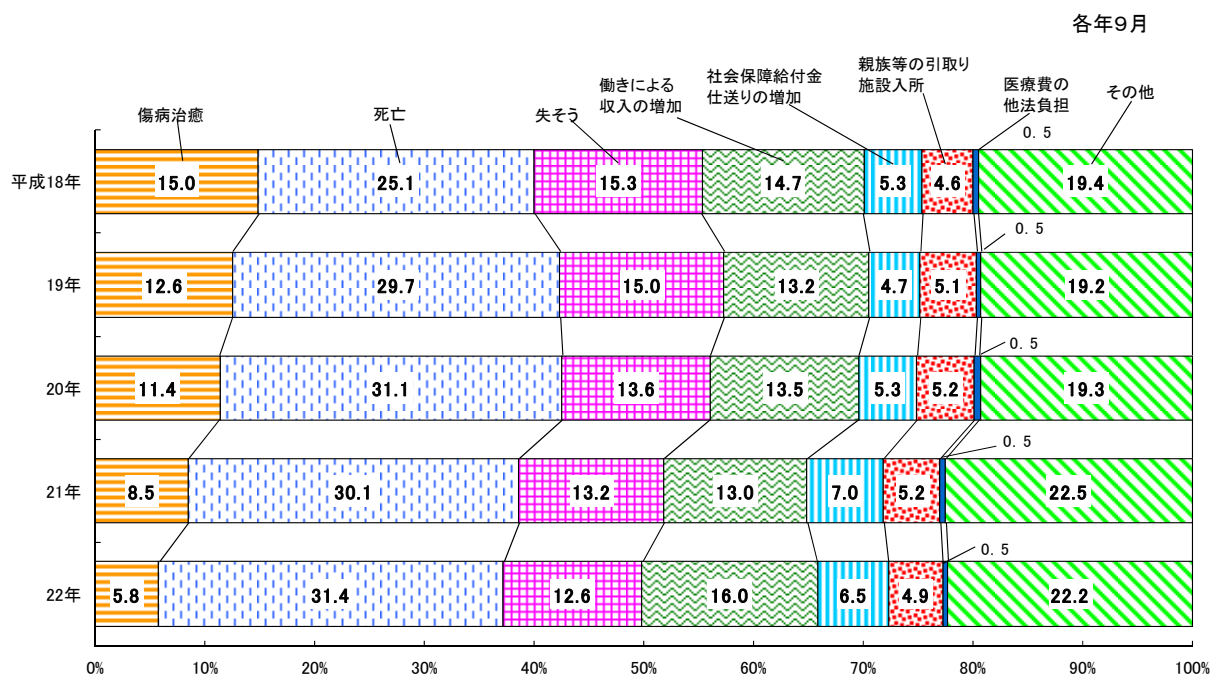 各年９月
傷病治癒
死亡
失そう
働きによる
収入の増加
社会保障給付金
仕送りの増加
親族等の引取り
施設入所
医療費の
他法負担
その他
0.5
平成18年
15.0 25.1 15.3 14.7 5.3 4.6 19.4
0.5
19年
12.6 29.7 15.0 13.2 4.7 5.1 19.2
0.5
20年
11.4 31.1 13.6 13.5 5.3 5.2 19.3
0.5
21年
8.5 30.1 13.2 13.0 7.0 5.2 22.5
0.5
22年
5.8 31.4 12.6 16.0 6.5 4.9 22.2
0% 10% 20% 30% 40% 50% 60% 70% 80% 90% 100%